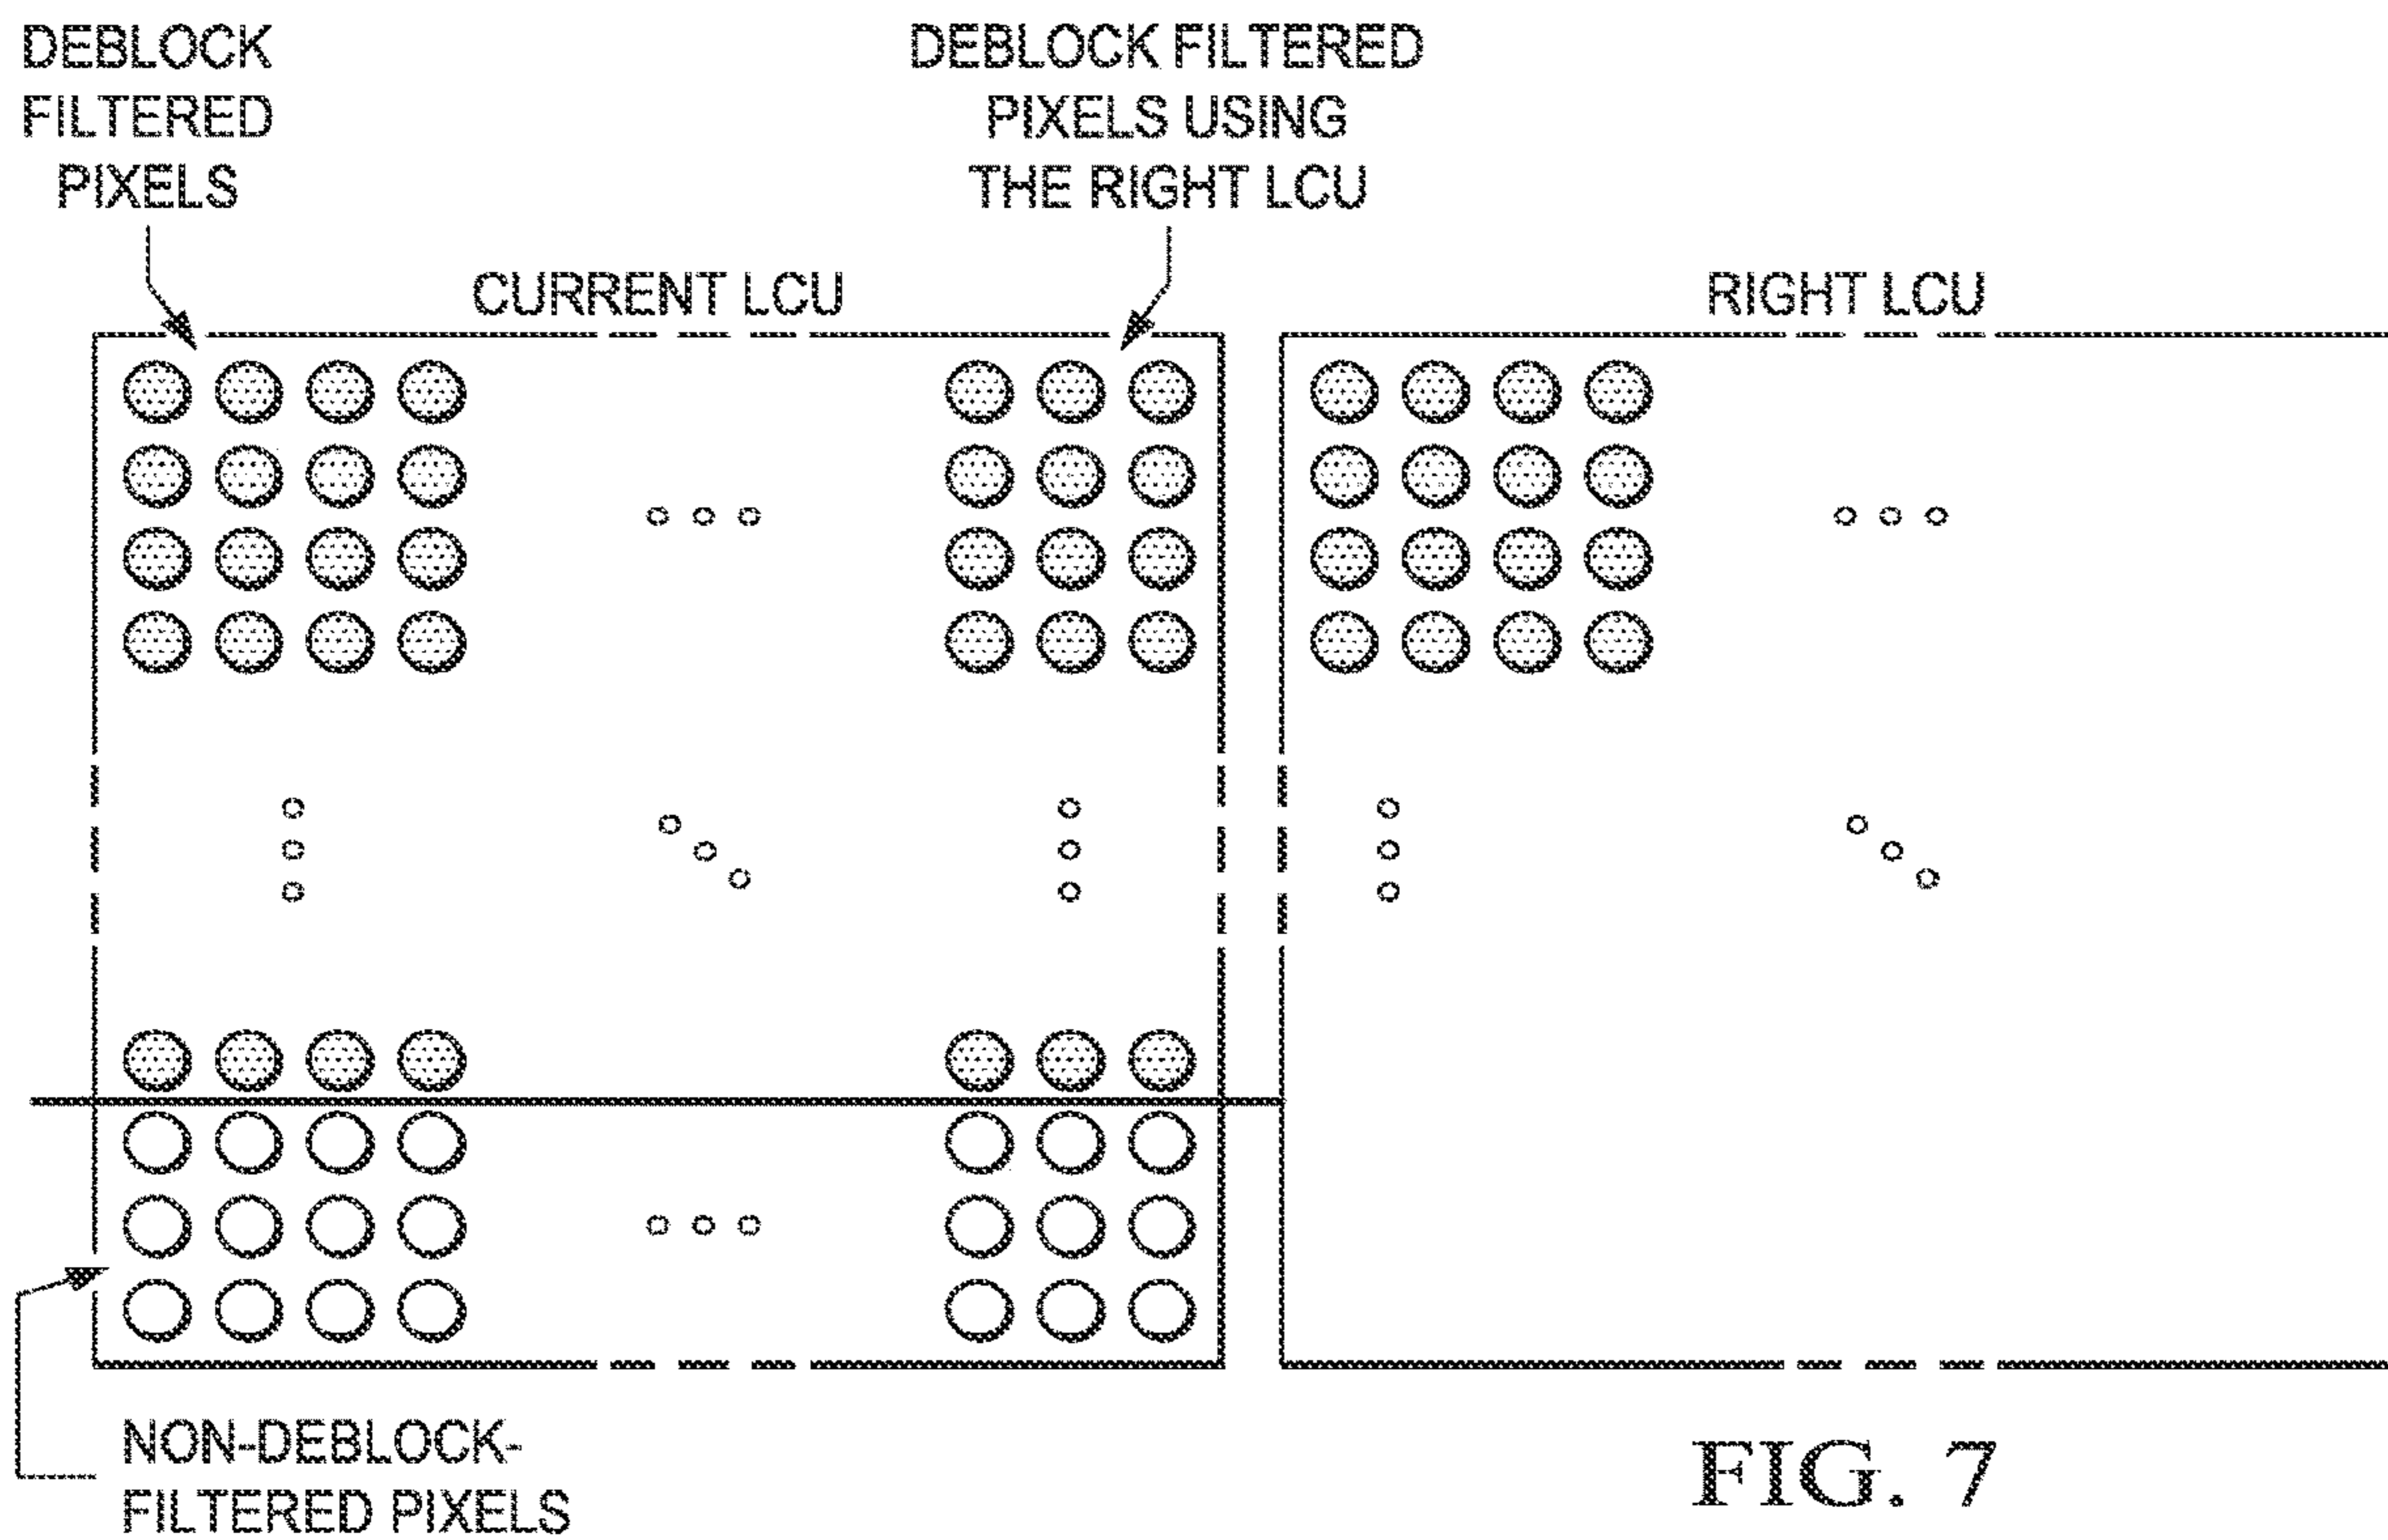 DEBLOCK
FILTERED
PIXELS
DEBLOCK FILTERED
PIXELS USING
THE RIGHT LCU
CURRENT LCU
RIGHT LCU
NON-DEBLOCK-
FILTERED PIXELS
FIG. 7